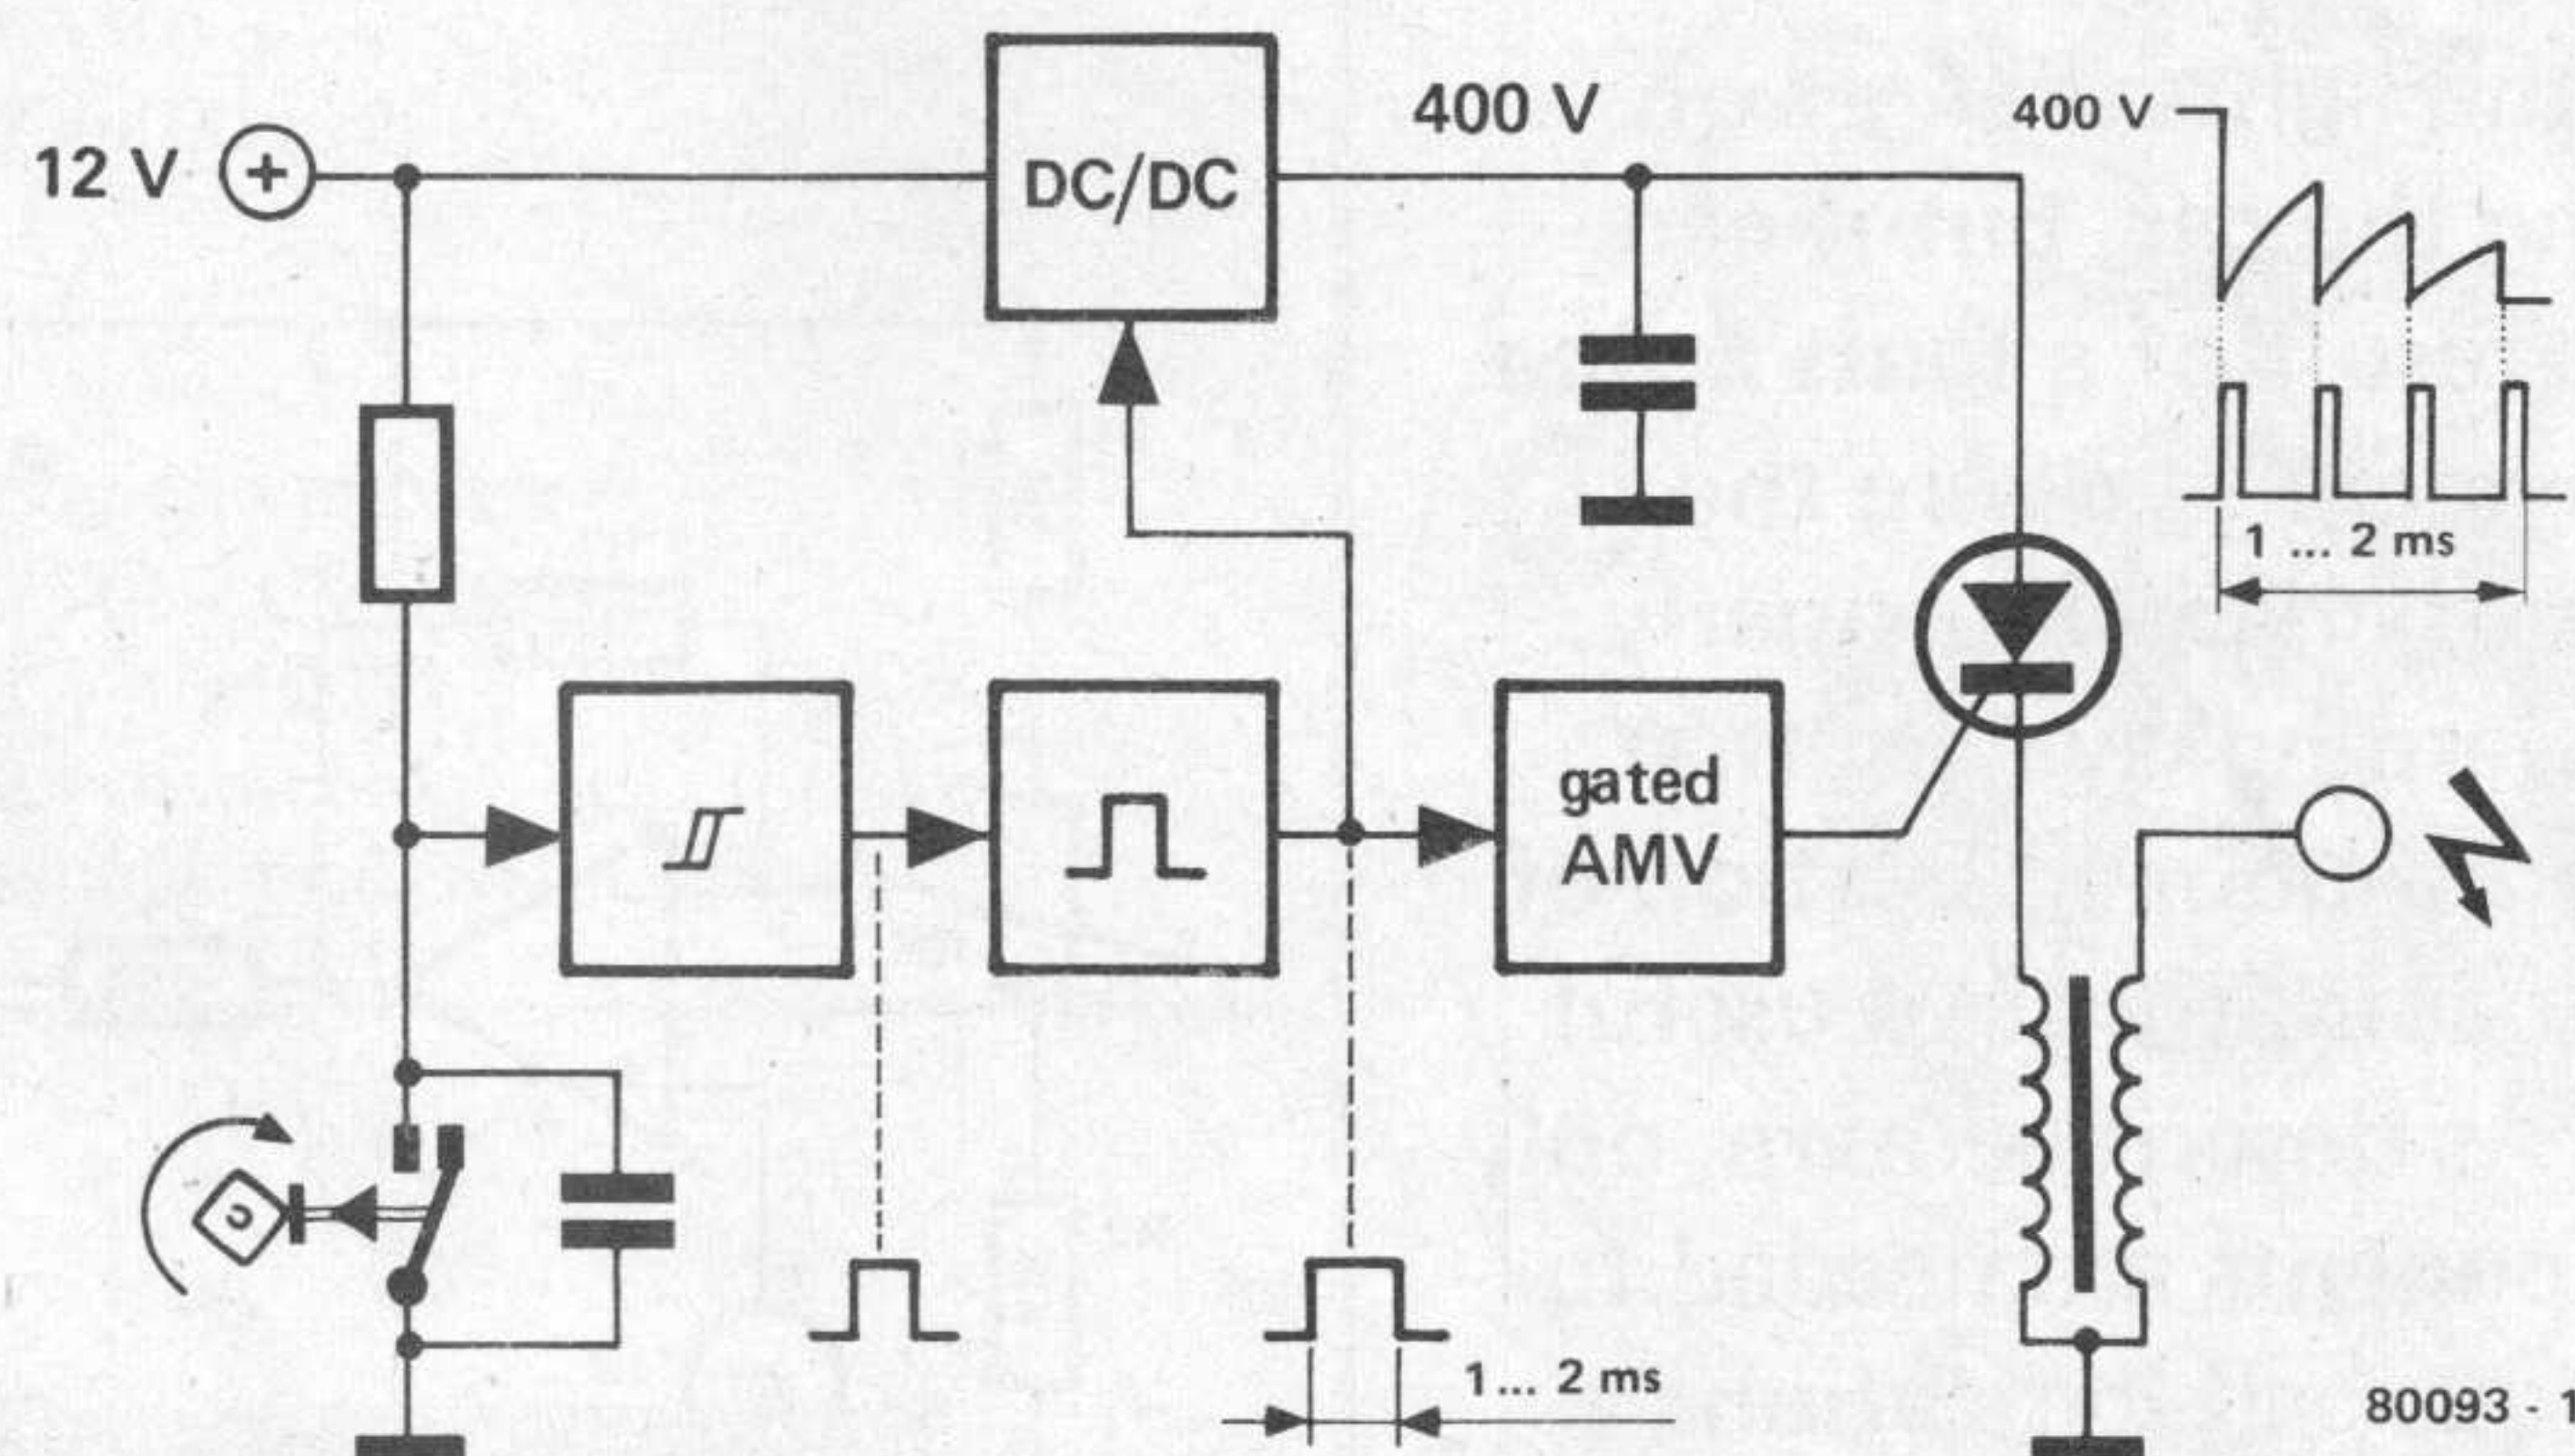 12 V
+
DC/DC
400 V
400 V
1 ... 2 ms
gated
AMV
c
1... 2 ms
80093 - 1